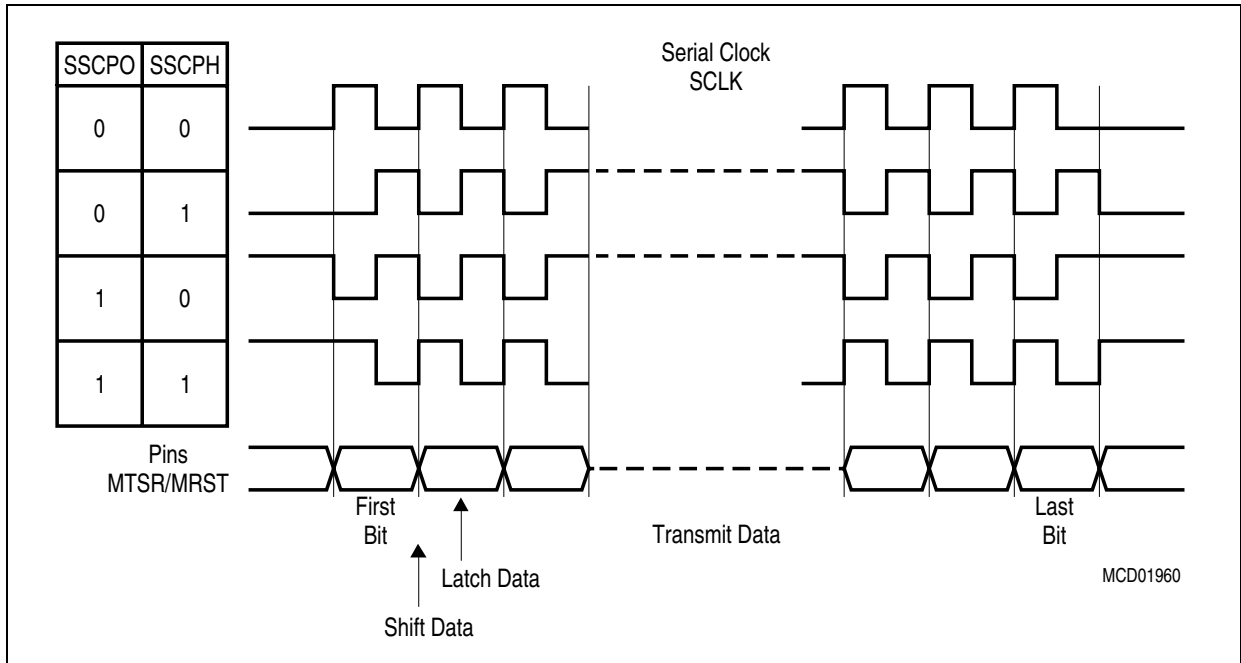 SSCPO SSCPH
0 0
0 1
1 0
1 1
Serial Clock
SCLK
Pins
MTSR/MRST
First
Bit
Last
Bit
Transmit Data
Latch Data
Shift Data
MCD01960